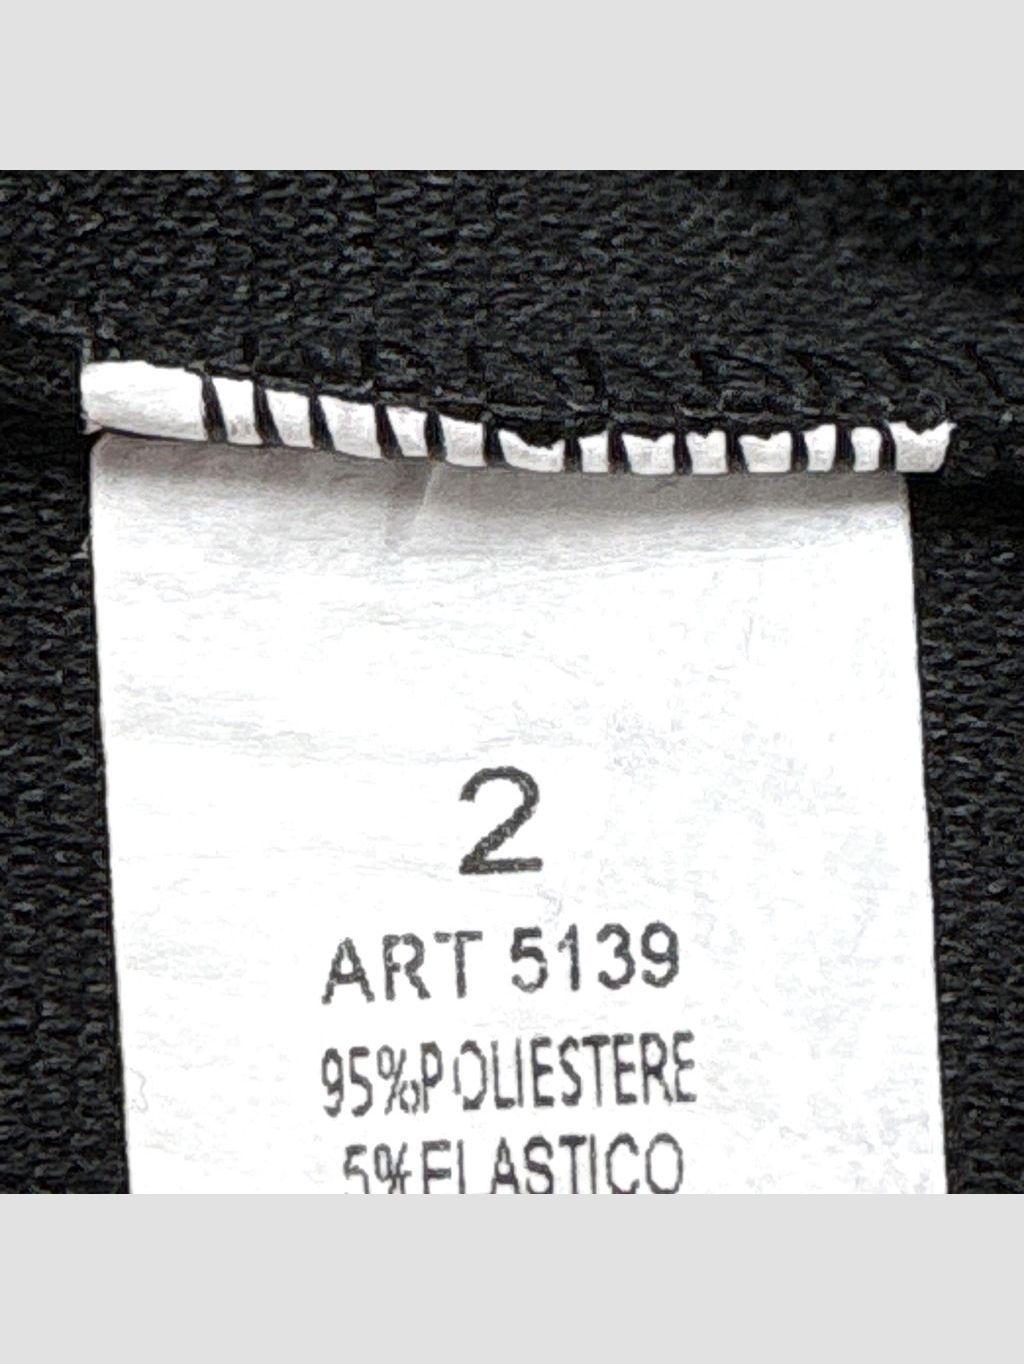 2
ART 5139
95%POLIESTERE
5%ELASTICO